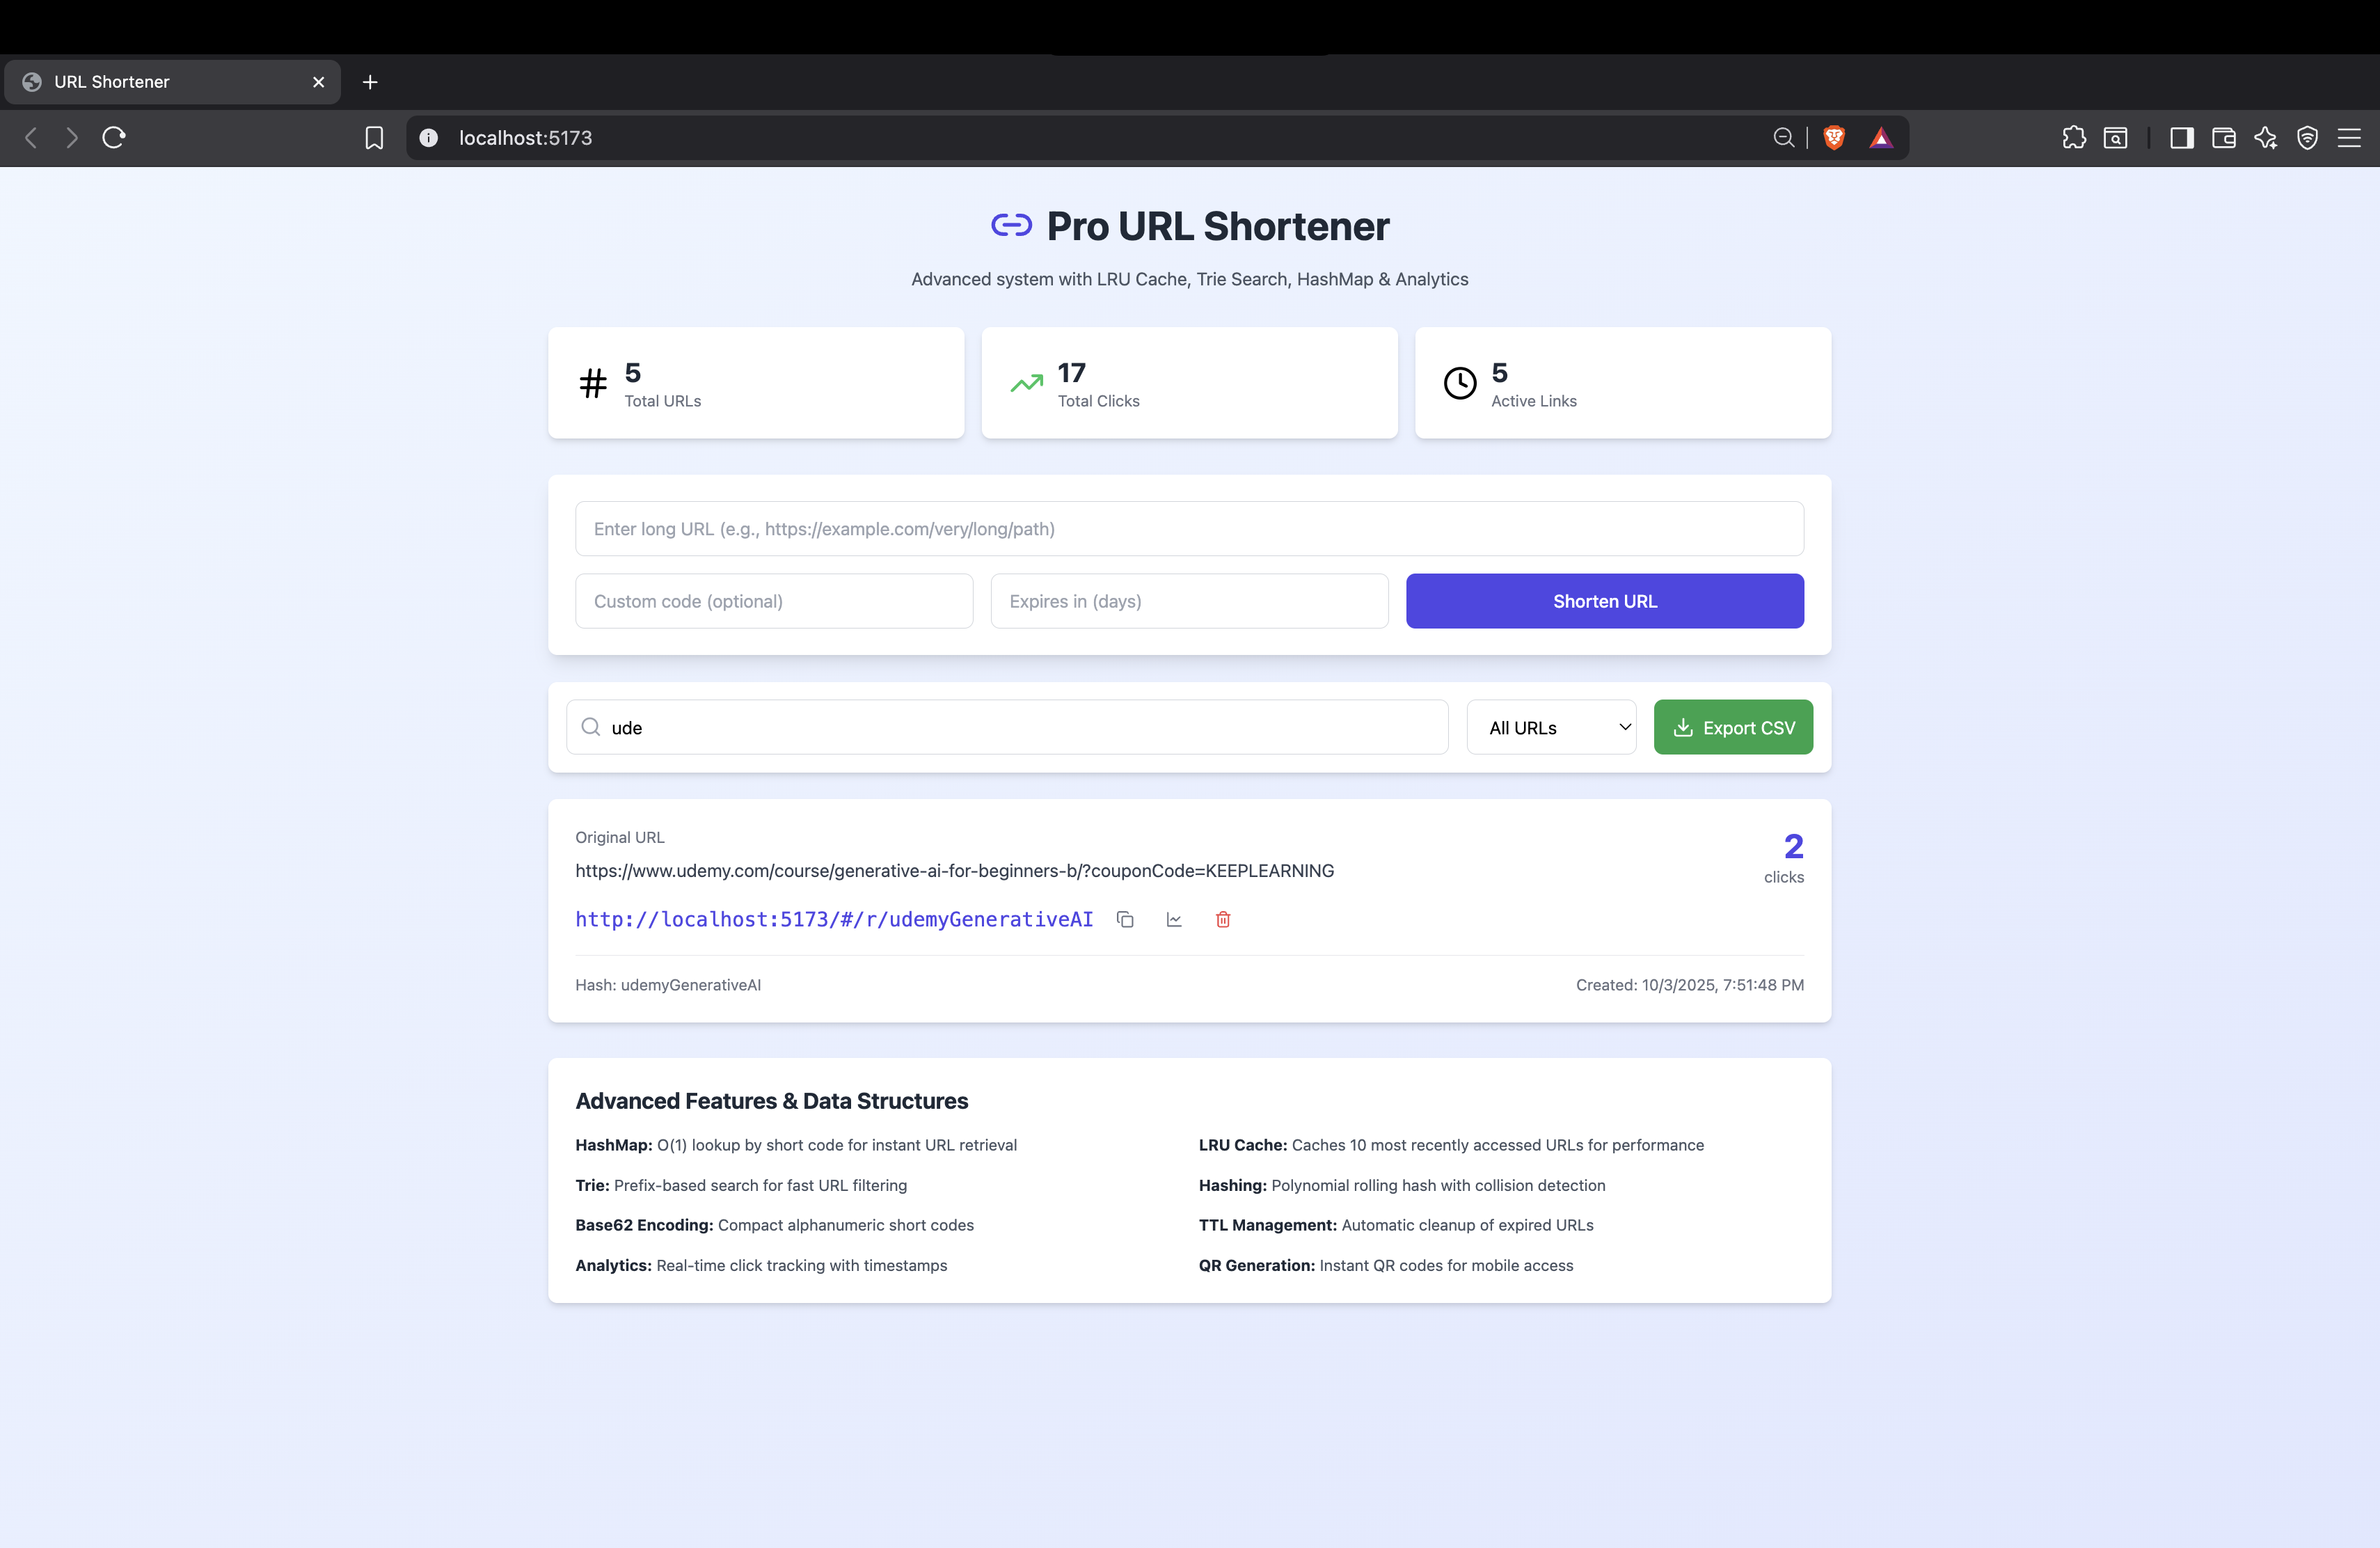 URL Shortener
localhost:5173
Pro URL Shortener
Advanced system with LRU Cache, Trie Search, HashMap & Analytics
5
Total URLs
17
Total Clicks
5
Active Links
Enter long URL (e.g., https://example.com/very/long/path)
Custom code (optional)
Expires in (days)
Shorten URL
ude
All URLs
Export CSV
Original URL
https://www.udemy.com/course/generative-ai-for-beginners-b/?couponCode=KEEPLEARNING
2
clicks
http://localhost:5173/#/r/udemyGenerativeAI
Hash: udemyGenerativeAI
Created: 10/3/2025, 7:51:48 PM
Advanced Features & Data Structures
HashMap: O(1) lookup by short code for instant URL retrieval
LRU Cache: Caches 10 most recently accessed URLs for performance
Trie: Prefix-based search for fast URL filtering
Hashing: Polynomial rolling hash with collision detection
Base62 Encoding: Compact alphanumeric short codes
TTL Management: Automatic cleanup of expired URLs
Analytics: Real-time click tracking with timestamps
QR Generation: Instant QR codes for mobile access